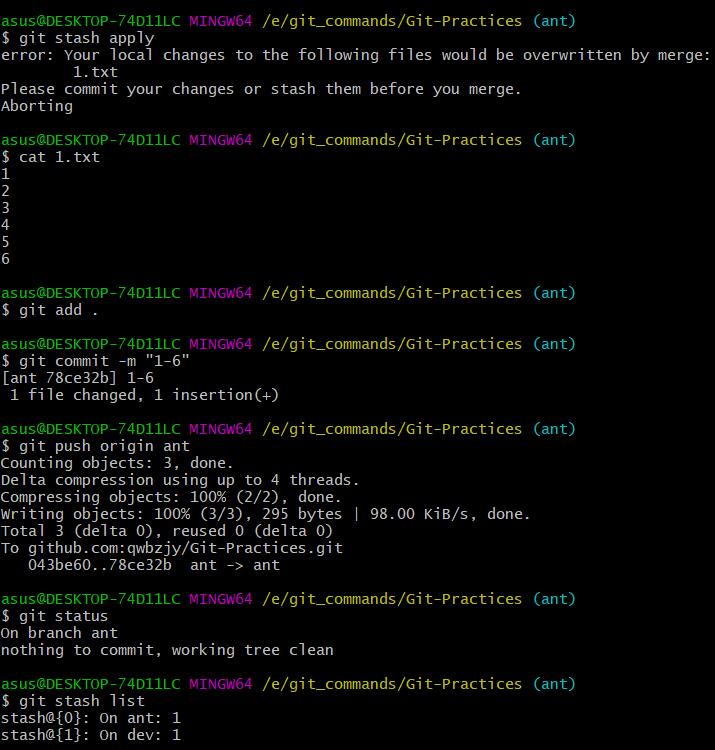 asus@DESKTOP-74D11LC MINGW64 /e/git_commands/Git-Practices (ant)
$ git stash apply
error: Your local changes to the following files would be overwritten by merge:
        1.txt
Please commit your changes or stash them before you merge.
Aborting

asus@DESKTOP-74D11LC MINGW64 /e/git_commands/Git-Practices (ant)
$ cat 1.txt
1
2
3
4
5
6

asus@DESKTOP-74D11LC MINGW64 /e/git_commands/Git-Practices (ant)
$ git add .

asus@DESKTOP-74D11LC MINGW64 /e/git_commands/Git-Practices (ant)
$ git commit -m "1-6"
[ant 78ce32b] 1-6
 1 file changed, 1 insertion(+)

asus@DESKTOP-74D11LC MINGW64 /e/git_commands/Git-Practices (ant)
$ git push origin ant
Counting objects: 3, done.
Delta compression using up to 4 threads.
Compressing objects: 100% (2/2), done.
Writing objects: 100% (3/3), 295 bytes | 98.00 KiB/s, done.
Total 3 (delta 0), reused 0 (delta 0)
To github.com:qwbzjy/Git-Practices.git
   043be60..78ce32b  ant -> ant

asus@DESKTOP-74D11LC MINGW64 /e/git_commands/Git-Practices (ant)
$ git status
On branch ant
nothing to commit, working tree clean

asus@DESKTOP-74D11LC MINGW64 /e/git_commands/Git-Practices (ant)
$ git stash list
stash@{0}: On ant: 1
stash@{1}: On dev: 1